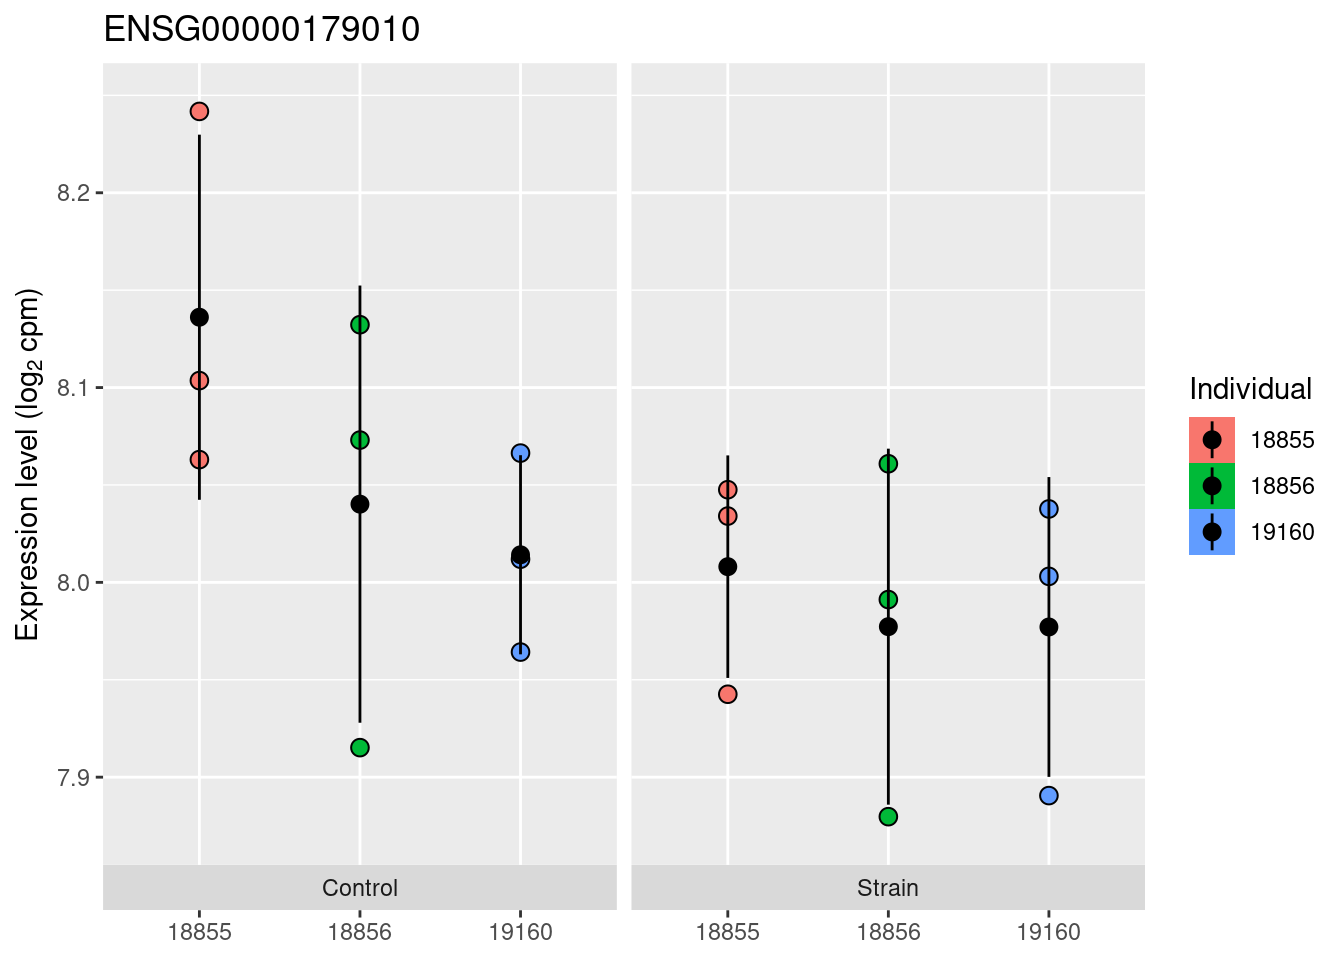 ENSG00000179010
Expression level (log₂ cpm)
8.2
8.1
8.0
7.9
Control
Strain
18855
18856
19160
18855
18856
19160
Individual
18855
18856
19160